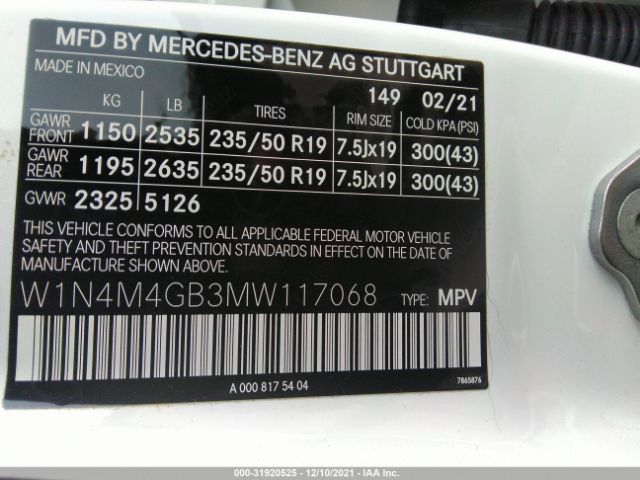 MFD BY MERCEDES-BENZ AG STUTTGART
MADE IN MEXICO
149 02/21
KG LB TIRES RIM SIZE COLD KPA(PSI)
GAWR FRONT 1150 2535 235/50 R19 7.5Jx19 300(43)
GAWR REAR 1195 2635 235/50 R19 7.5Jx19 300(43)
GVWR 2325 5126
THIS VEHICLE CONFORMS TO ALL APPLICABLE FEDERAL MOTOR VEHICLE
SAFETY AND THEFT PREVENTION STANDARDS IN EFFECT ON THE DATE OF
MANUFACTURE SHOWN ABOVE.
W1N4M4GB3MW117068 TYPE: MPV
A 000 817 54 04
7865876
000-31920525 - 12/10/2021 - IAAI.com